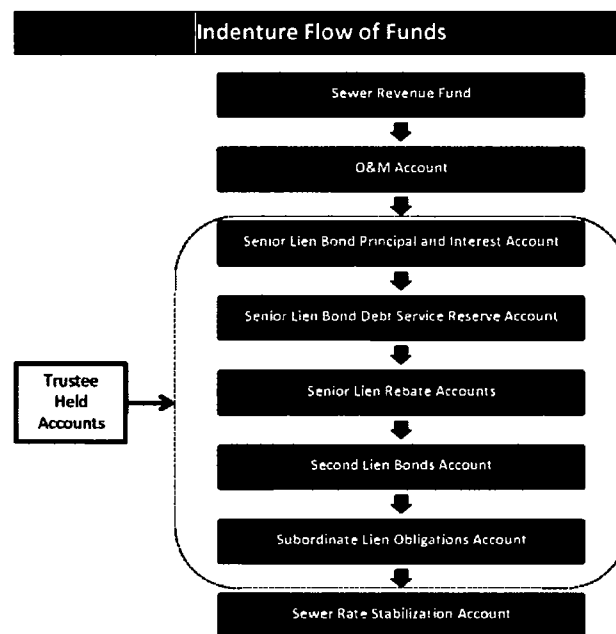 Indenture Flow of Funds
Sewer Revenue Fund
O&M Account
Senior Lien Bond Principal and Interest Account
Senior Lien Bond Debt Service Reserve Account
Senior Lien Rebate Accounts
Trustee
Held
Accounts
Second Lien Bonds Account
Subordinate Lien Obligations Account
Sewer Rate Stabilization Account